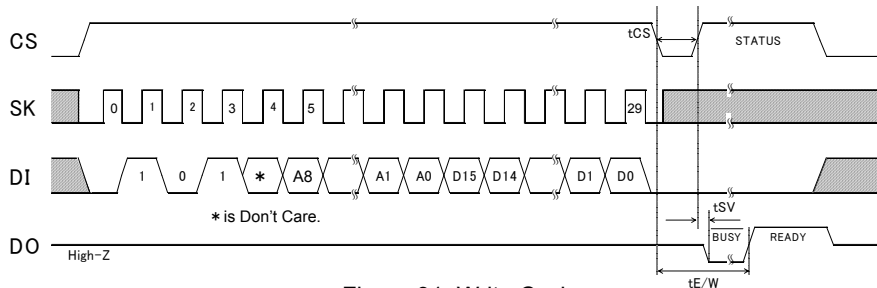 CS
tCS
STATUS
SK
0 1 2 3 4 5 29
DI
1 0 1 * A8 A1 A0 D15 D14 D1 D0
* is Don't Care.
tSV
BUSY READY
DO
High-Z
tE/W